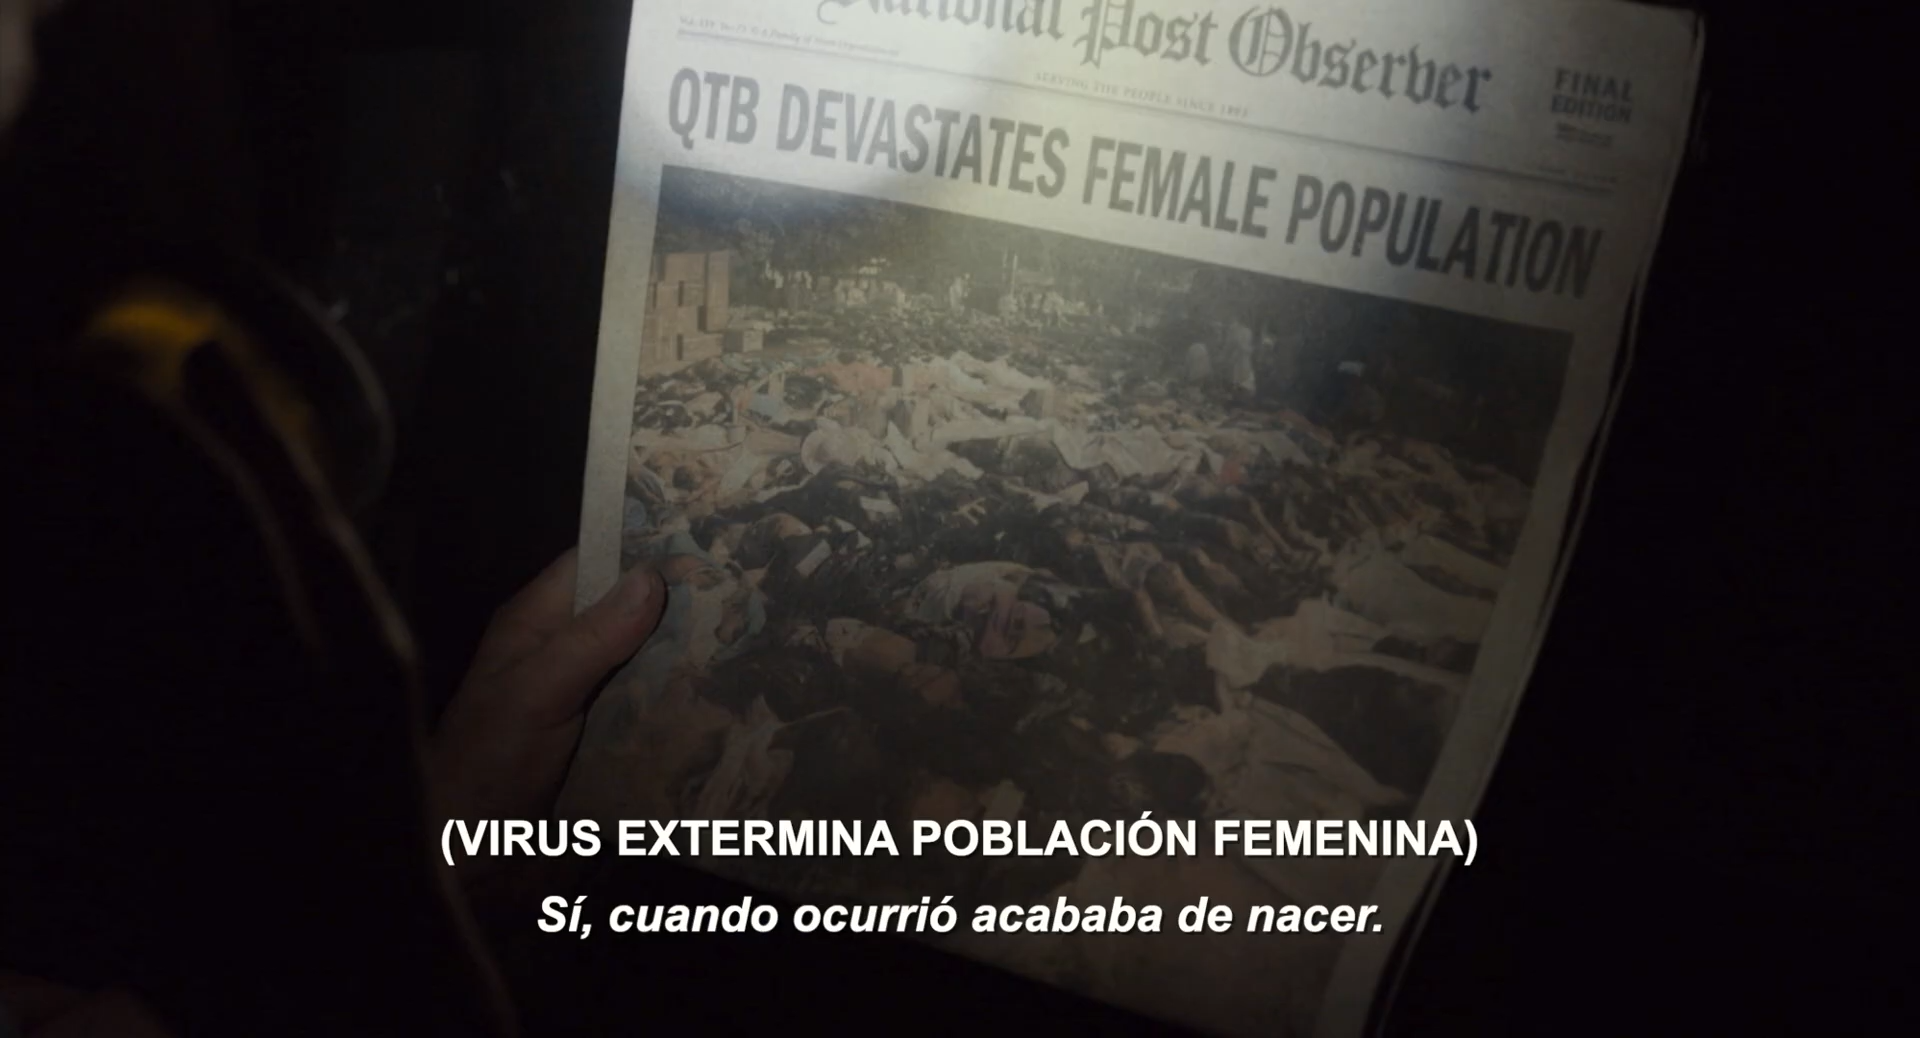 National Post Observer
SERVING THE PEOPLE SINCE
FINAL
EDITION
QTB DEVASTATES FEMALE POPULATION
(VIRUS EXTERMINA POBLACIÓN FEMENINA)
Sí, cuando ocurrió acababa de nacer.